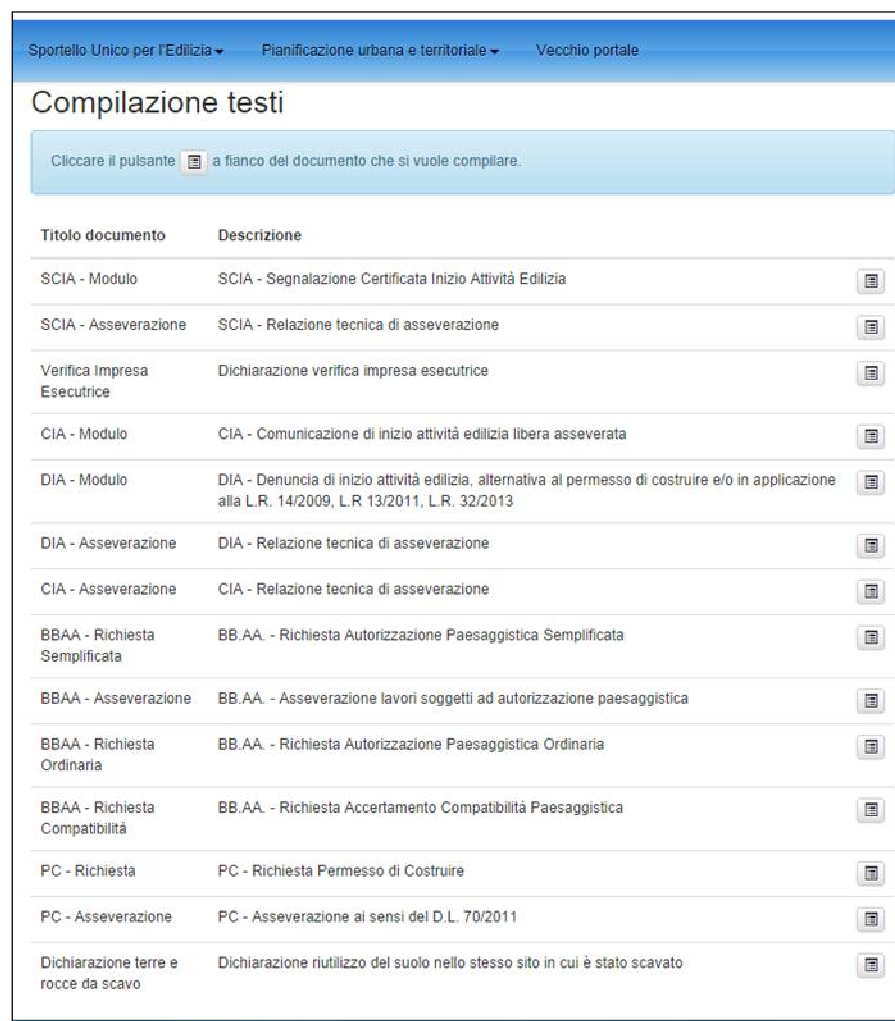 Sportello Unico per l'Edilizia Pianificazione urbana e territoriale Vecchio portale
Compilazione testi
Cliccare il pulsante a fianco del documento che si vuole compilare.
Titolo documento Descrizione
SCIA - Modulo SCIA - Segnalazione Certificata Inizio Attività Edilizia
SCIA - Asseverazione SCIA - Relazione tecnica di asseverazione
Verifica Impresa Dichiarazione verifica impresa esecutrice
Esecutrice
CIA - Modulo CIA - Comunicazione di inizio attività edilizia libera asseverata
DIA - Modulo DIA - Denuncia di inizio attività edilizia, alternativa al permesso di costruire e/o in applicazione
alla L.R. 14/2009, L.R 13/2011, L.R. 32/2013
DIA - Asseverazione DIA - Relazione tecnica di asseverazione
CIA - Asseverazione CIA - Relazione tecnica di asseverazione
BBAA - Richiesta BB.AA. - Richiesta Autorizzazione Paesaggistica Semplificata
Semplificata
BBAA - Asseverazione BB.AA. - Asseverazione lavori soggetti ad autorizzazione paesaggistica
BBAA - Richiesta BB.AA. - Richiesta Autorizzazione Paesaggistica Ordinaria
Ordinaria
BBAA - Richiesta BB.AA. - Richiesta Accertamento Compatibilità Paesaggistica
Compatibilità
PC - Richiesta PC - Richiesta Permesso di Costruire
PC - Asseverazione PC - Asseverazione ai sensi del D.L. 70/2011
Dichiarazione terre e Dichiarazione riutilizzo del suolo nello stesso sito in cui è stato scavato
rocce da scavo